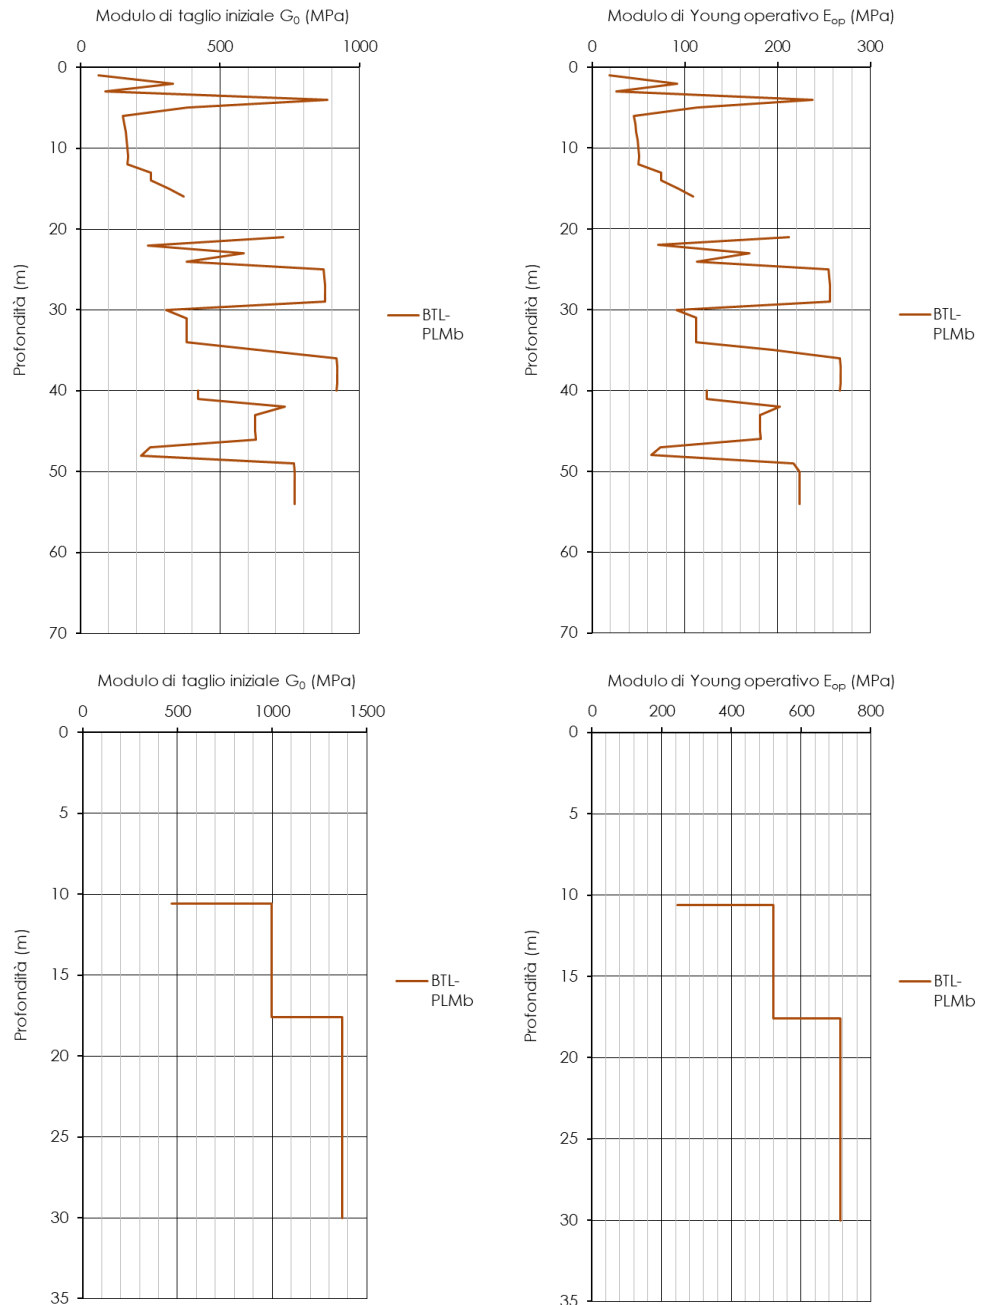 Modulo di taglio iniziale G₀ (MPa)
0 500 1000
0
10
20
30
40
50
60
70
Profondità (m)
BTL-
PLMb
Modulo di Young operativo Eₒₚ (MPa)
0 100 200 300
0
10
20
30
40
50
60
70
Profondità (m)
BTL-
PLMb
Modulo di taglio iniziale G₀ (MPa)
0 500 1000 1500
0
5
10
15
20
25
30
35
Profondità (m)
BTL-
PLMb
Modulo di Young operativo Eₒₚ (MPa)
0 200 400 600 800
0
5
10
15
20
25
30
35
Profondità (m)
BTL-
PLMb